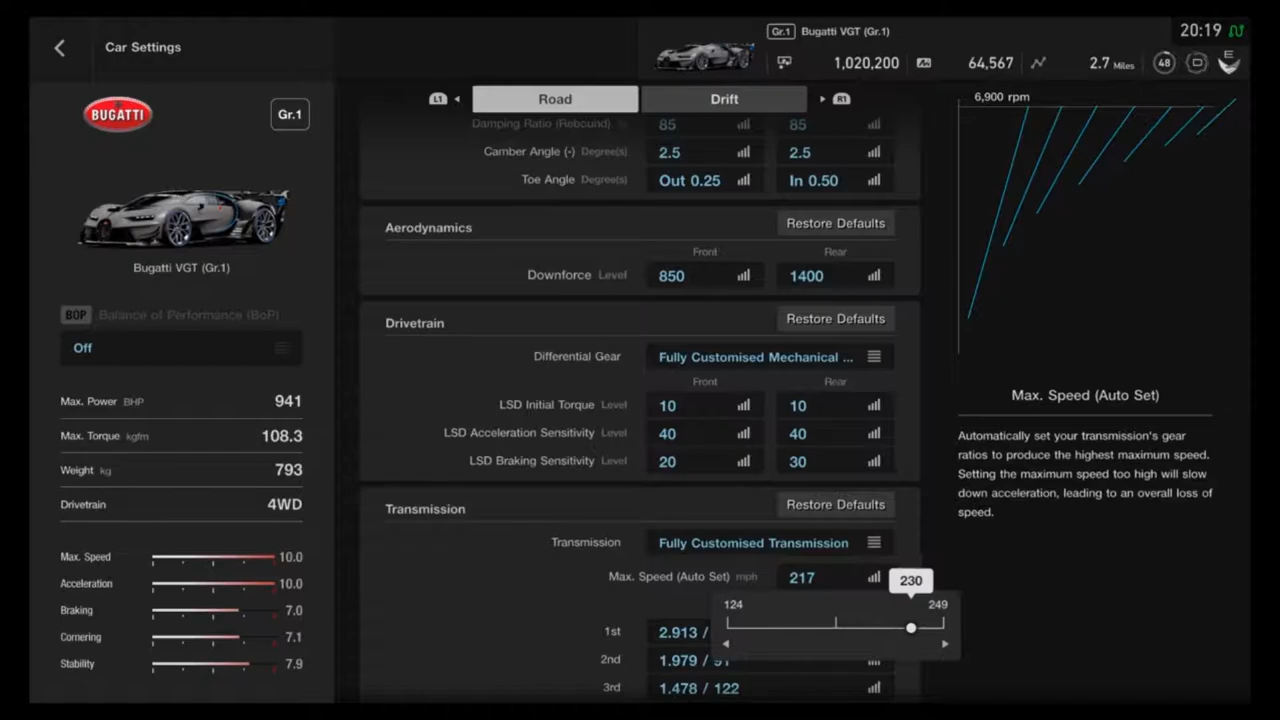 Car Settings
Gr.1 Bugatti VGT (Gr.1)
20:19
1,020,200 64,567 2.7 Miles 48 D E
BUGATTI
Gr.1
Bugatti VGT (Gr.1)
BOP Balance of Performance (BoP)
Off
Max. Power BHP 941
Max. Torque kgfm 108.3
Weight kg 793
Drivetrain 4WD
Max. Speed 10.0
Acceleration 10.0
Braking 7.0
Cornering 7.1
Stability 7.9
L1 Road Drift R1
Damping Ratio (Rebound) % 85 85
Camber Angle (-) Degree(s) 2.5 2.5
Toe Angle Degree(s) Out 0.25 In 0.50
Aerodynamics Restore Defaults
Front Rear
Downforce Level 850 1400
Drivetrain Restore Defaults
Differential Gear Fully Customised Mechanical ...
Front Rear
LSD Initial Torque Level 10 10
LSD Acceleration Sensitivity Level 40 40
LSD Braking Sensitivity Level 20 30
Transmission Restore Defaults
Transmission Fully Customised Transmission
Max. Speed (Auto Set) mph 217
230
124 249
1st 2.913 /
2nd 1.979 / 91
3rd 1.478 / 122
6,900 rpm
Max. Speed (Auto Set)
Automatically set your transmission's gear
ratios to produce the highest maximum speed.
Setting the maximum speed too high will slow
down acceleration, leading to an overall loss of
speed.